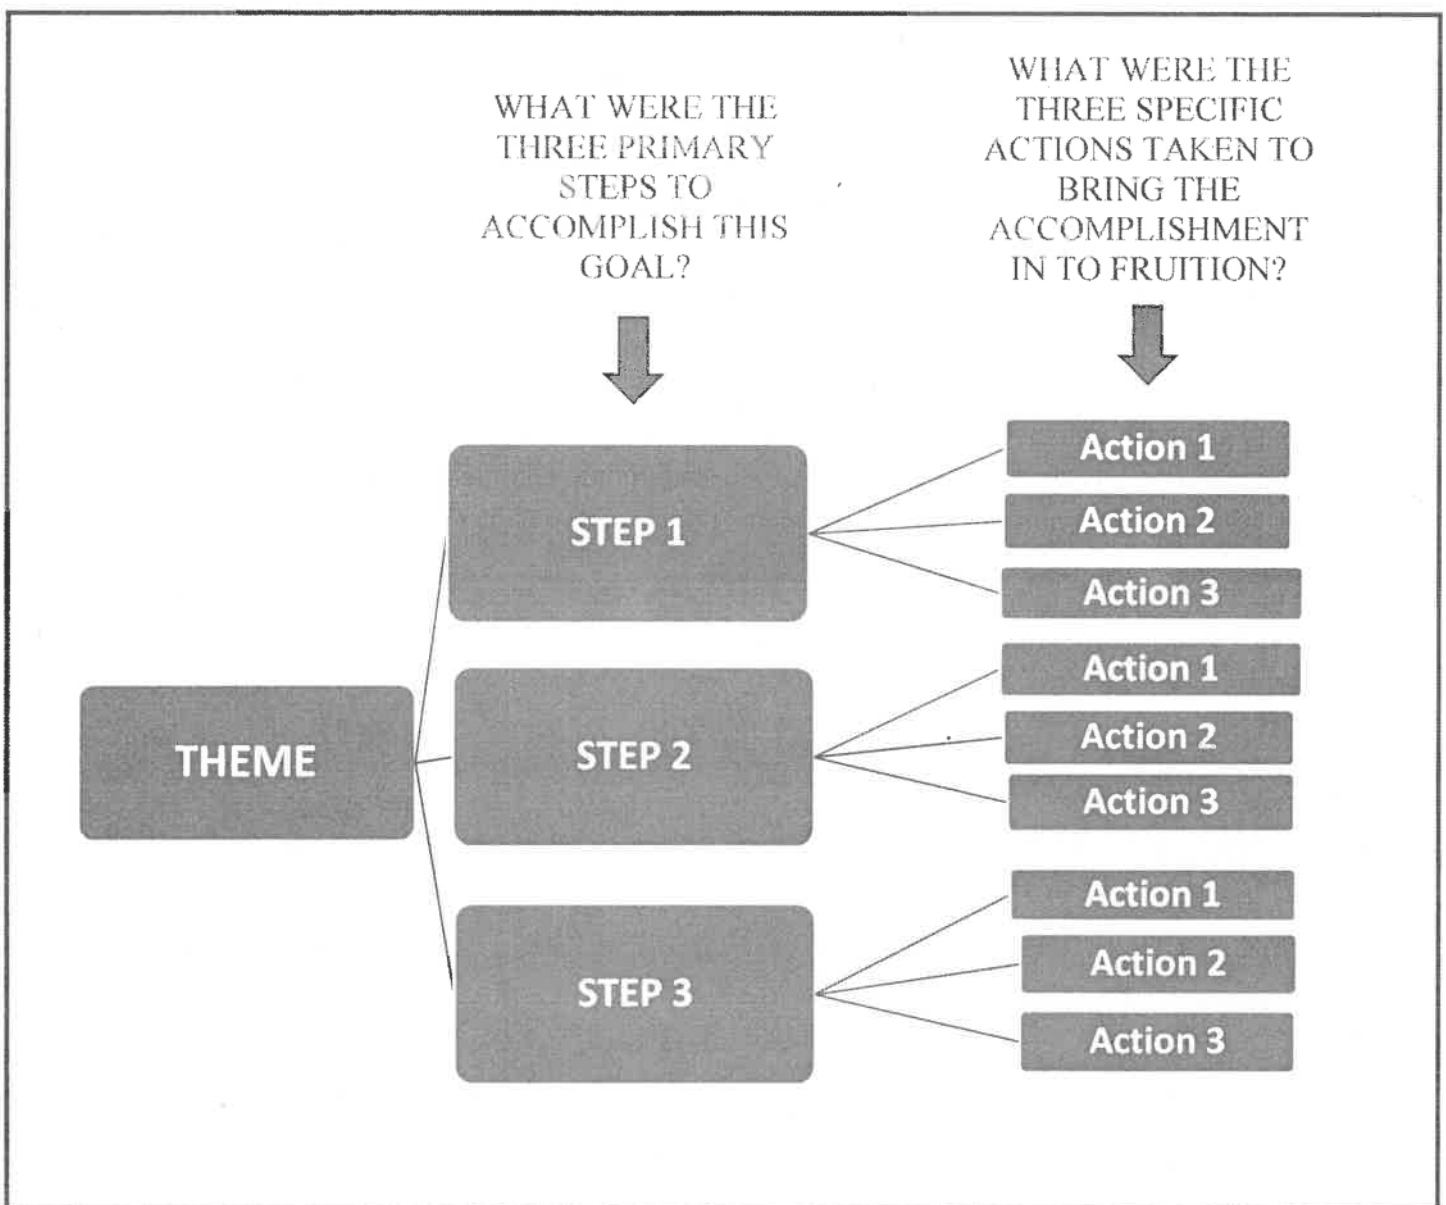 WHAT WERE THE
THREE PRIMARY
STEPS TO
ACCOMPLISH THIS
GOAL?
WHAT WERE THE
THREE SPECIFIC
ACTIONS TAKEN TO
BRING THE
ACCOMPLISHMENT
IN TO FRUITION?
THEME
STEP 1
Action 1
Action 2
Action 3
STEP 2
Action 1
Action 2
Action 3
STEP 3
Action 1
Action 2
Action 3